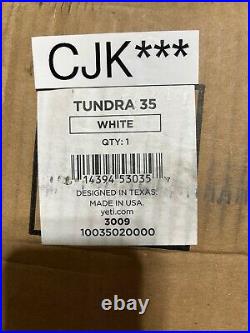 CJK***
TUNDRA 35
WHITE
QTY: 1
14394 53035
DESIGNED IN TEXAS.
MADE IN USA.
yeti.com
3009
10035020000